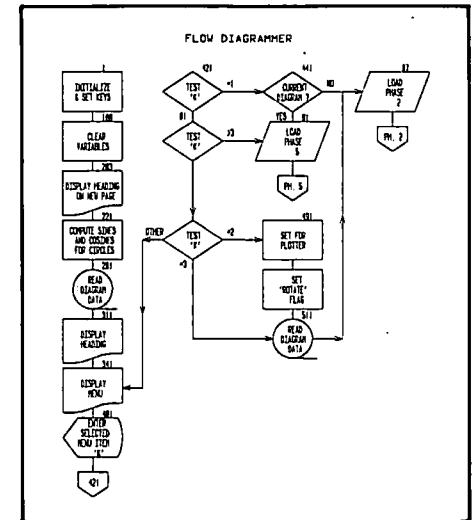 FLOW DIAGRAMMER
1
INITIALIZE
& SET KEYS
100
CLEAR
VARIABLES
203
DISPLAY HEADING
ON NEW PAGE
221
COMPUTE SINES
AND COSINES
FOR CIRCLES
281
READ
DIAGRAM
DATA
311
DISPLAY
HEADING
341
DISPLAY
MENU
401
ENTER
SELECTED
MENU ITEM
"K"
421
421
TEST
"K"
=1
01
TEST
"K"
>3
TEST
"K"
OTHER
=2
=3
441
CURRENT
DIAGRAM ?
NO
YES
81
LOAD
PHASE
5
PH. 5
491
SET FOR
PLOTTER
SET
"ROTATE"
FLAG
511
READ
DIAGRAM
DATA
87
LOAD
PHASE
2
PH. 2